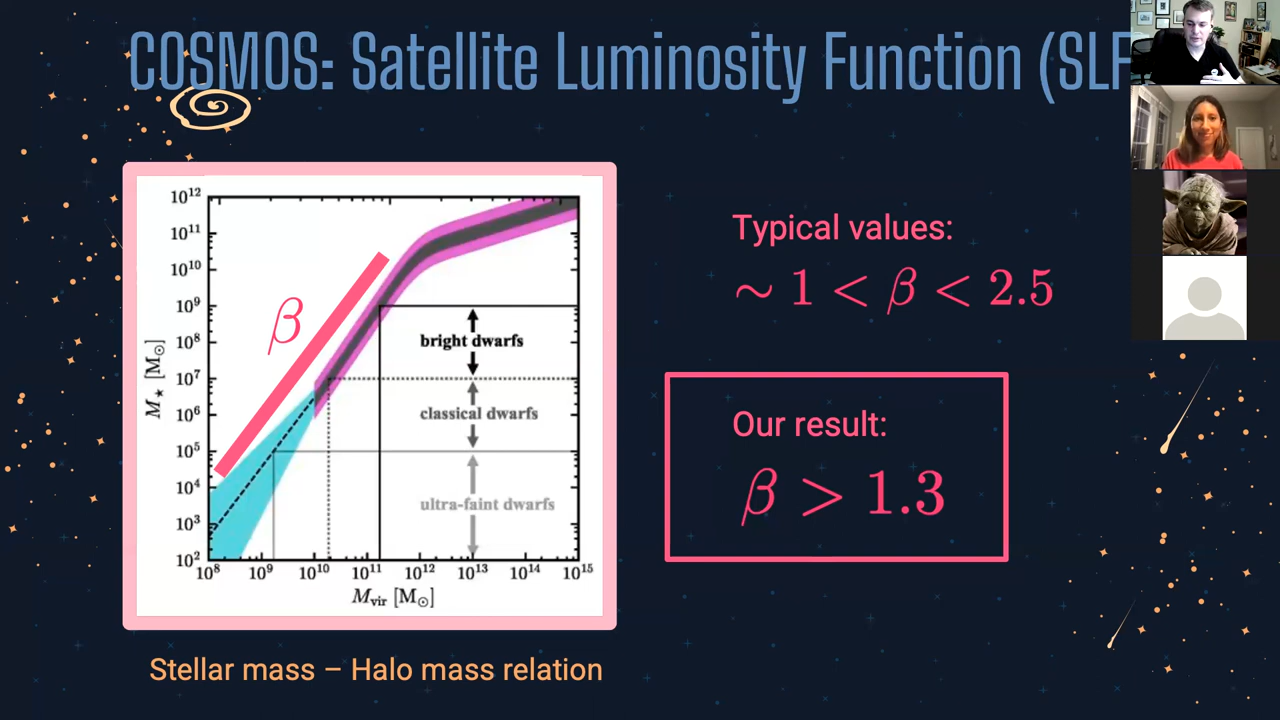 COSMOS: Satellite Luminosity Function (SLF
Typical values:
∼ 1 < β < 2.5
Our result:
β > 1.3
β
10¹²
10¹¹
10¹⁰
10⁹
10⁸
10⁷
10⁶
10⁵
10⁴
10³
10²
M⋆ [M⊙]
bright dwarfs
classical dwarfs
ultra-faint dwarfs
10⁸ 10⁹ 10¹⁰ 10¹¹ 10¹² 10¹³ 10¹⁴ 10¹⁵
Mvir [M⊙]
Stellar mass – Halo mass relation